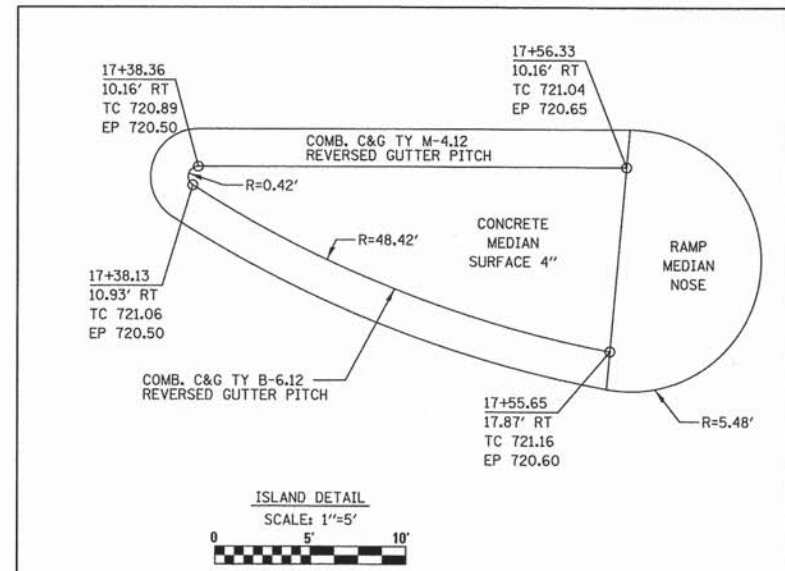 17+38.36
10.16' RT
TC 720.89
EP 720.50
17+56.33
10.16' RT
TC 721.04
EP 720.65
COMB. C&G TY M-4.12
REVERSED GUTTER PITCH
R=0.42'
CONCRETE
MEDIAN
SURFACE 4"
R=48.42'
RAMP
MEDIAN
NOSE
17+38.13
10.93' RT
TC 721.06
EP 720.50
COMB. C&G TY B-6.12
REVERSED GUTTER PITCH
17+55.65
17.87' RT
TC 721.16
EP 720.60
R=5.48'
ISLAND DETAIL
SCALE: 1"=5'
0 5' 10'